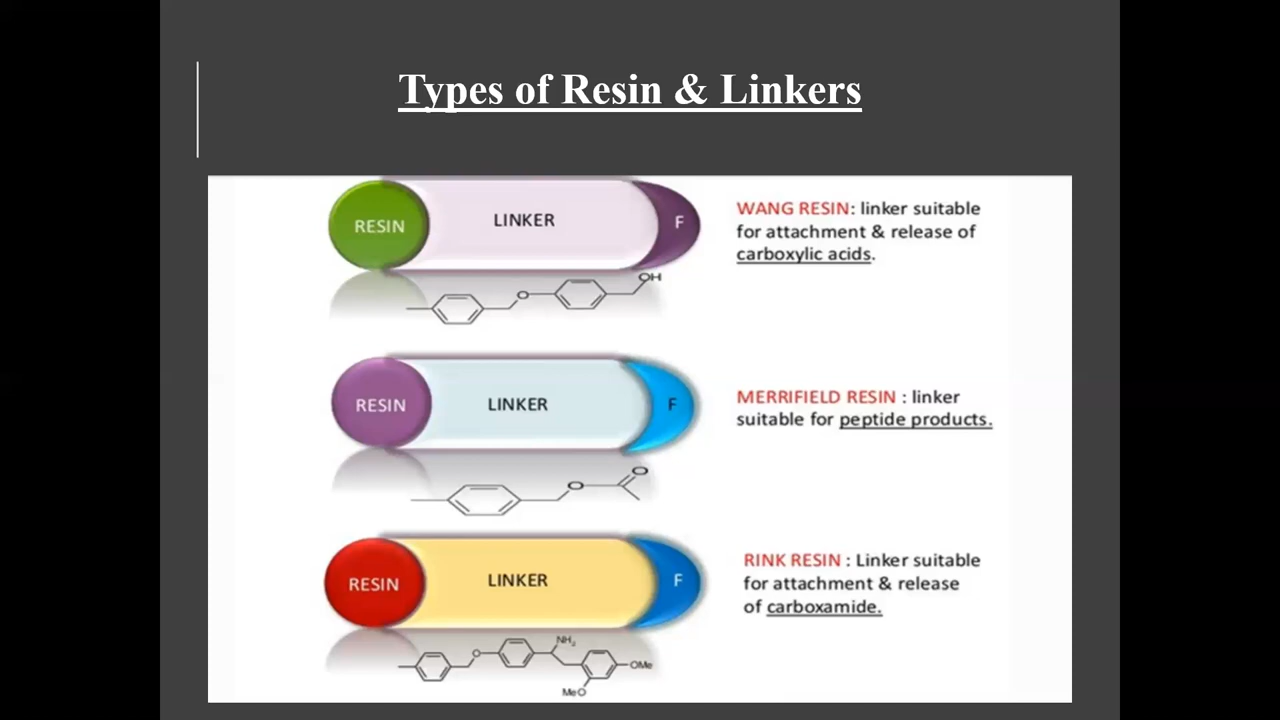 Types of Resin & Linkers
RESIN
LINKER
F
WANG RESIN: linker suitable
for attachment & release of
carboxylic acids.
OH
O
RESIN
LINKER
F
MERRIFIELD RESIN : linker
suitable for peptide products.
O
O
RESIN
LINKER
F
RINK RESIN : Linker suitable
for attachment & release
of carboxamide.
NH2
O
OMe
MeO